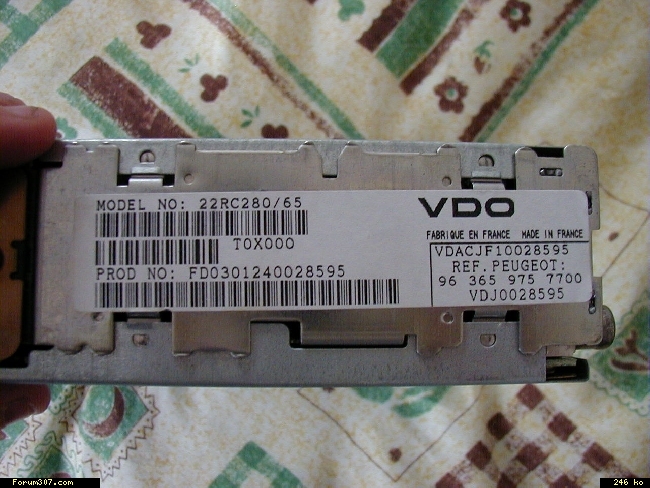 MODEL NO: 22RC280/65
T0X000
PROD NO: FD0301240028595
VDO
FABRIQUE EN FRANCE MADE IN FRANCE
VDACJF10028595
REF.PEUGEOT:
96 365 975 7700
VDJ0028595
Forum307.com
246 ko